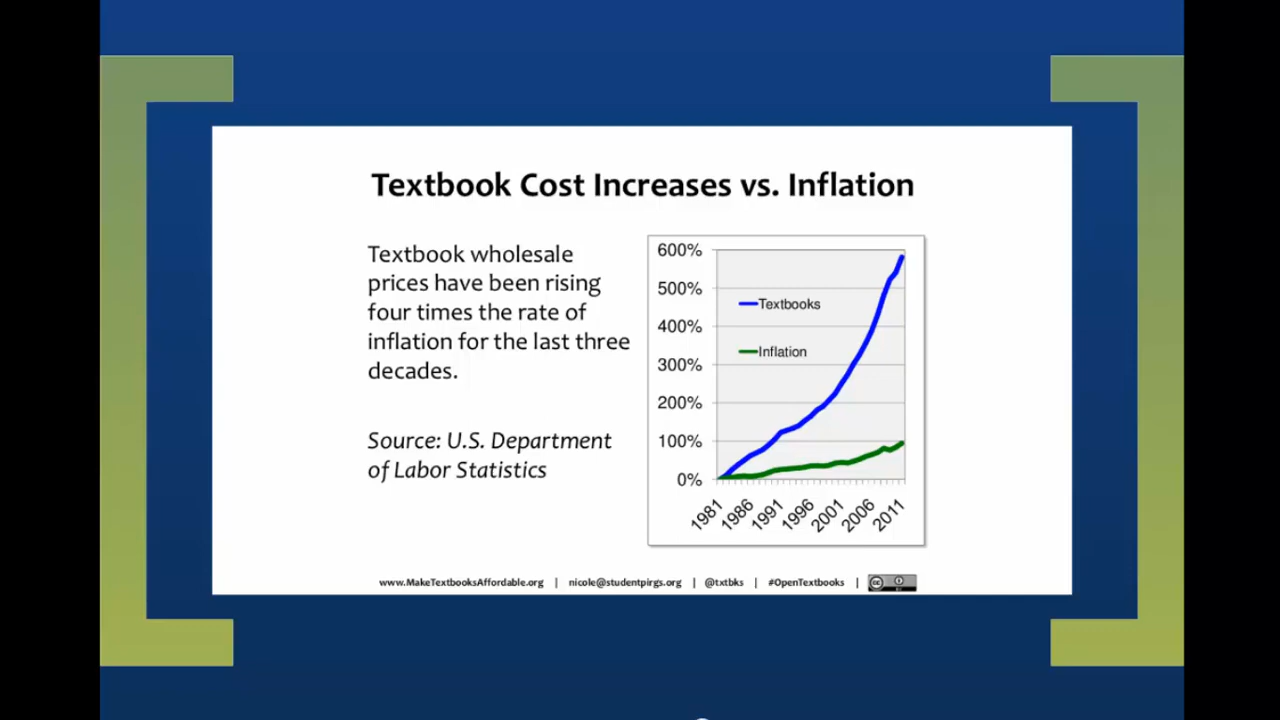 Textbook Cost Increases vs. Inflation
Textbook wholesale
prices have been rising
four times the rate of
inflation for the last three
decades.
Source: U.S. Department
of Labor Statistics
600%
500%
400%
300%
200%
100%
0%
Textbooks
Inflation
1981
1986
1991
1996
2001
2006
2011
www.MakeTextbooksAffordable.org | nicole@studentpirgs.org | @txtbks | #OpenTextbooks |